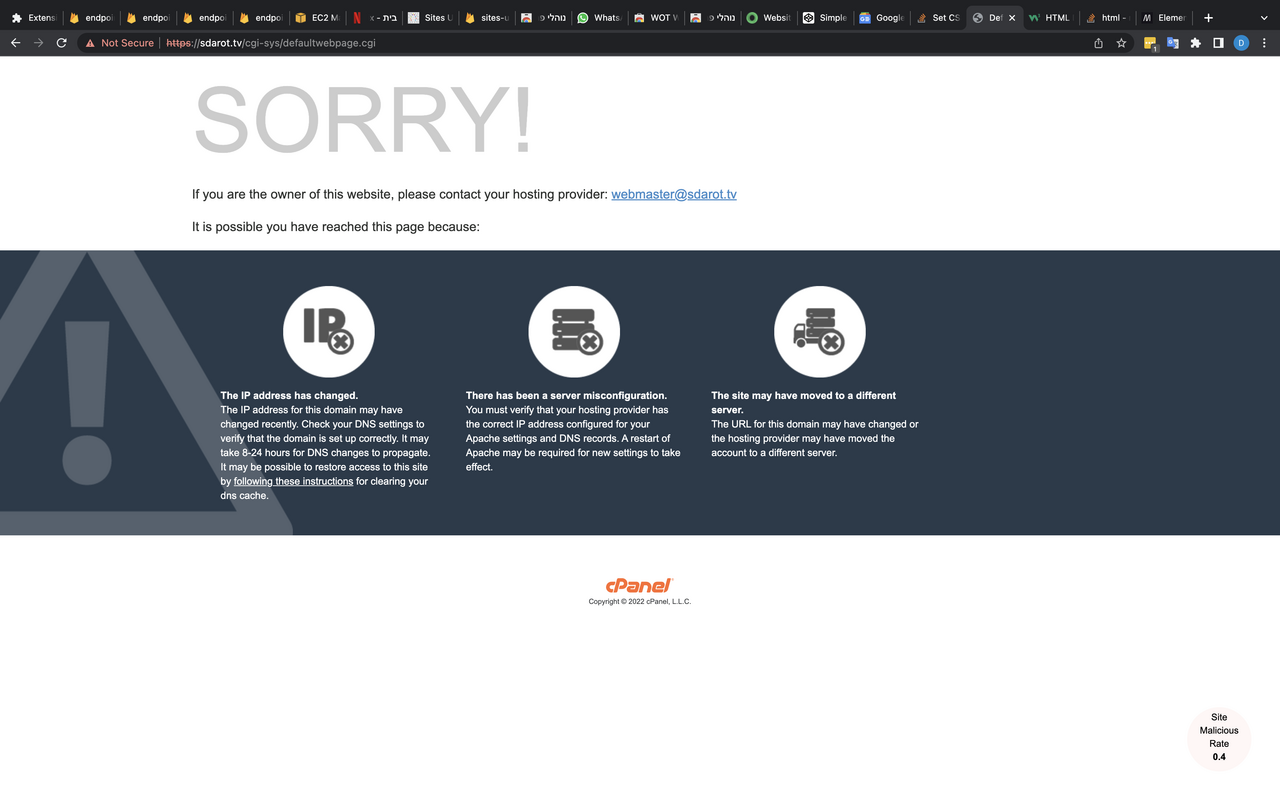 Extens endpoi endpoi endpoi endpoi EC2 M בית - x Sites U sites-u נוהלי Whats WOT W נוהלי Websit Simple Google Set CS Def HTML html - Elemen
Not Secure https://sdarot.tv/cgi-sys/defaultwebpage.cgi 1 D
SORRY!
If you are the owner of this website, please contact your hosting provider: webmaster@sdarot.tv
It is possible you have reached this page because:
IP
The IP address has changed.
The IP address for this domain may have
changed recently. Check your DNS settings to
verify that the domain is set up correctly. It may
take 8-24 hours for DNS changes to propagate.
It may be possible to restore access to this site
by following these instructions for clearing your
dns cache.
There has been a server misconfiguration.
You must verify that your hosting provider has
the correct IP address configured for your
Apache settings and DNS records. A restart of
Apache may be required for new settings to take
effect.
The site may have moved to a different
server.
The URL for this domain may have changed or
the hosting provider may have moved the
account to a different server.
cPanel
Copyright © 2022 cPanel, L.L.C.
Site
Malicious
Rate
0.4